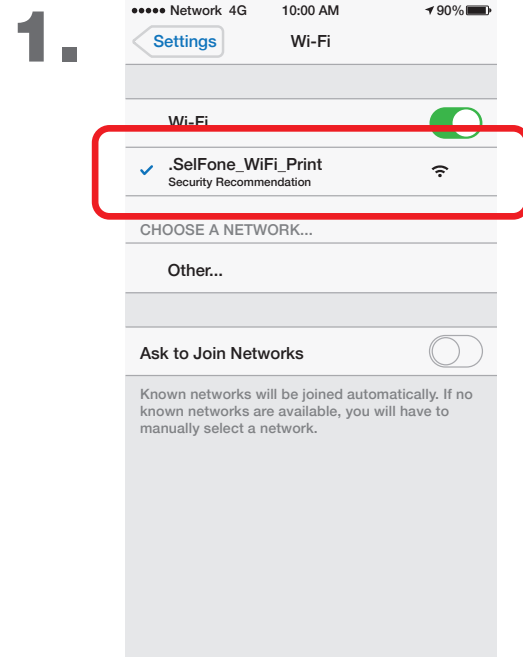 1.
●●●●● Network 4G 10:00 AM 90%
Settings Wi-Fi
Wi-Fi
.SelFone_WiFi_Print
Security Recommendation
CHOOSE A NETWORK...
Other...
Ask to Join Networks
Known networks will be joined automatically. If no
known networks are available, you will have to
manually select a network.